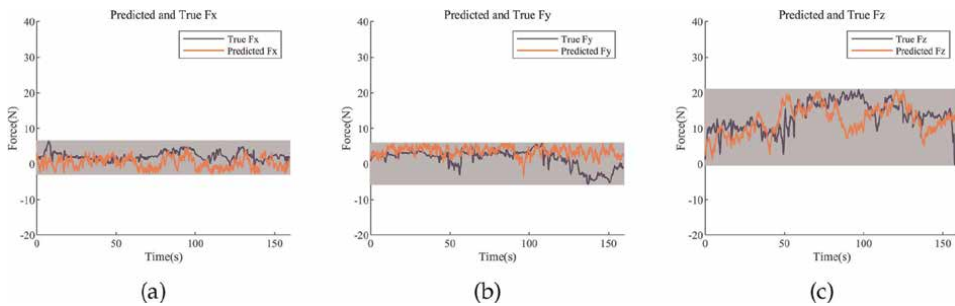 Predicted and True Fx
40
30
20
10
0
-10
-20
Force(N)
True Fx
Predicted Fx
0
50
100
150
Time(s)
(a)
Predicted and True Fy
40
30
20
10
0
-10
-20
Force(N)
True Fy
Predicted Fy
0
50
100
150
Time(s)
(b)
Predicted and True Fz
40
30
20
10
0
-10
-20
Force(N)
True Fz
Predicted Fz
0
50
100
150
Time(s)
(c)